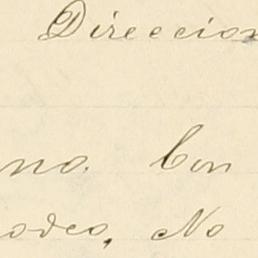 Direccion
no. Con
odeo, No